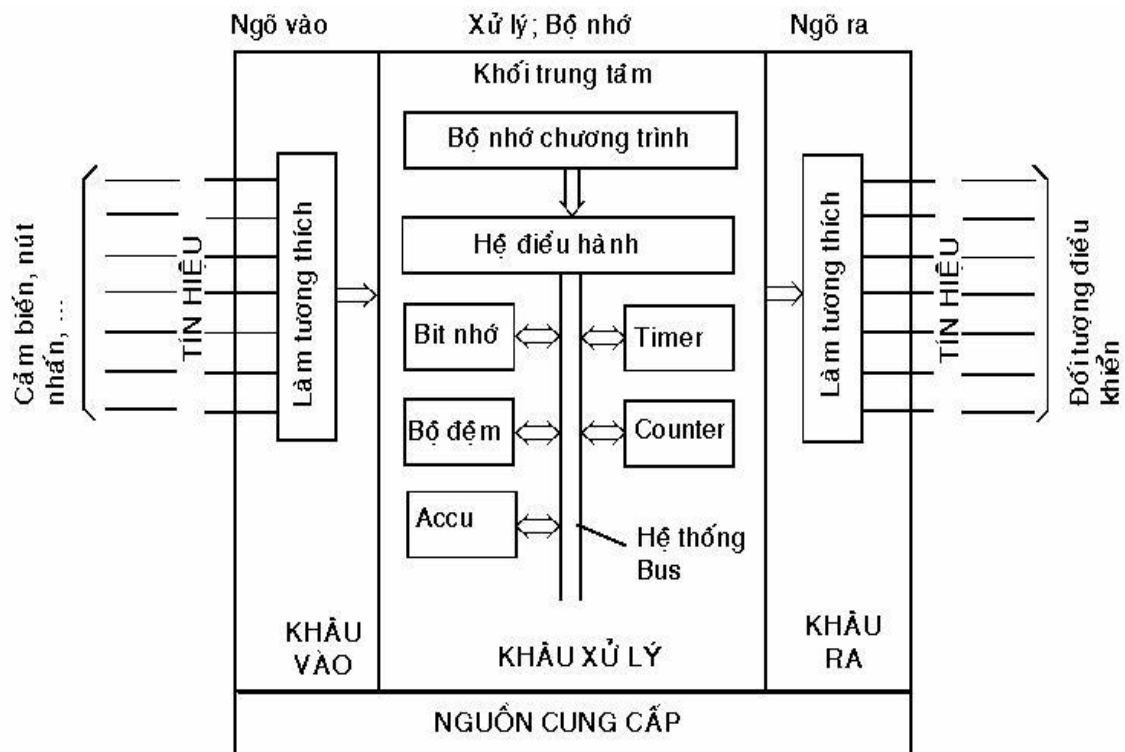 Ngõ vào
Xử lý; Bộ nhớ
Ngõ ra
Khối trung tâm
Bộ nhớ chương trình
Hệ điều hành
Cảm biến, nút
nhấn, ...
TÍN HIỆU
Làm tương thích
Bit nhớ
Timer
Bộ đệm
Counter
Accu
Hệ thống
Bus
Làm tương thích
TÍN HIỆU
Đối tượng điều
khiển
KHÂU
VÀO
KHÂU XỬ LÝ
KHÂU
RA
NGUỒN CUNG CẤP